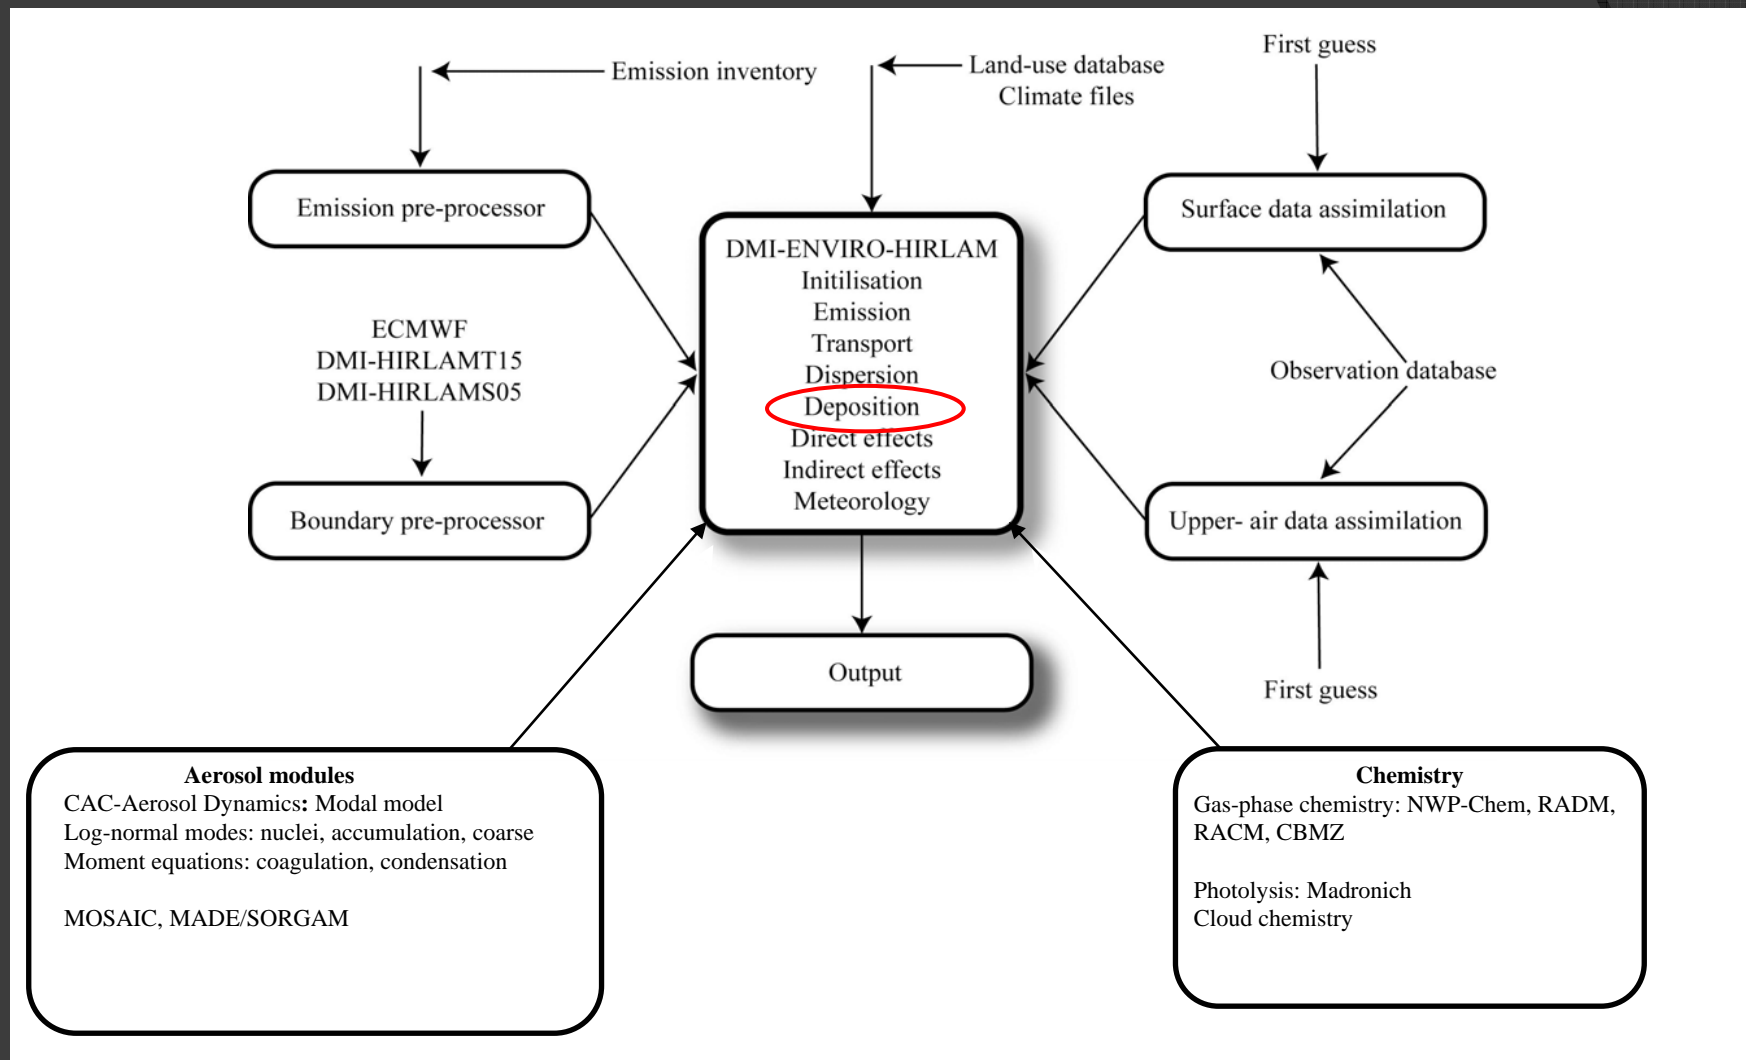 Emission inventory
Land-use database
Climate files
First guess
Emission pre-processor
Surface data assimilation
DMI-ENVIRO-HIRLAM
Initilisation
Emission
Transport
Dispersion
Deposition
Direct effects
Indirect effects
Meteorology
ECMWF
DMI-HIRLAMT15
DMI-HIRLAMS05
Observation database
Boundary pre-processor
Upper- air data assimilation
Output
First guess
Aerosol modules
CAC-Aerosol Dynamics: Modal model
Log-normal modes: nuclei, accumulation, coarse
Moment equations: coagulation, condensation
MOSAIC, MADE/SORGAM
Chemistry
Gas-phase chemistry: NWP-Chem, RADM,
RACM, CBMZ
Photolysis: Madronich
Cloud chemistry